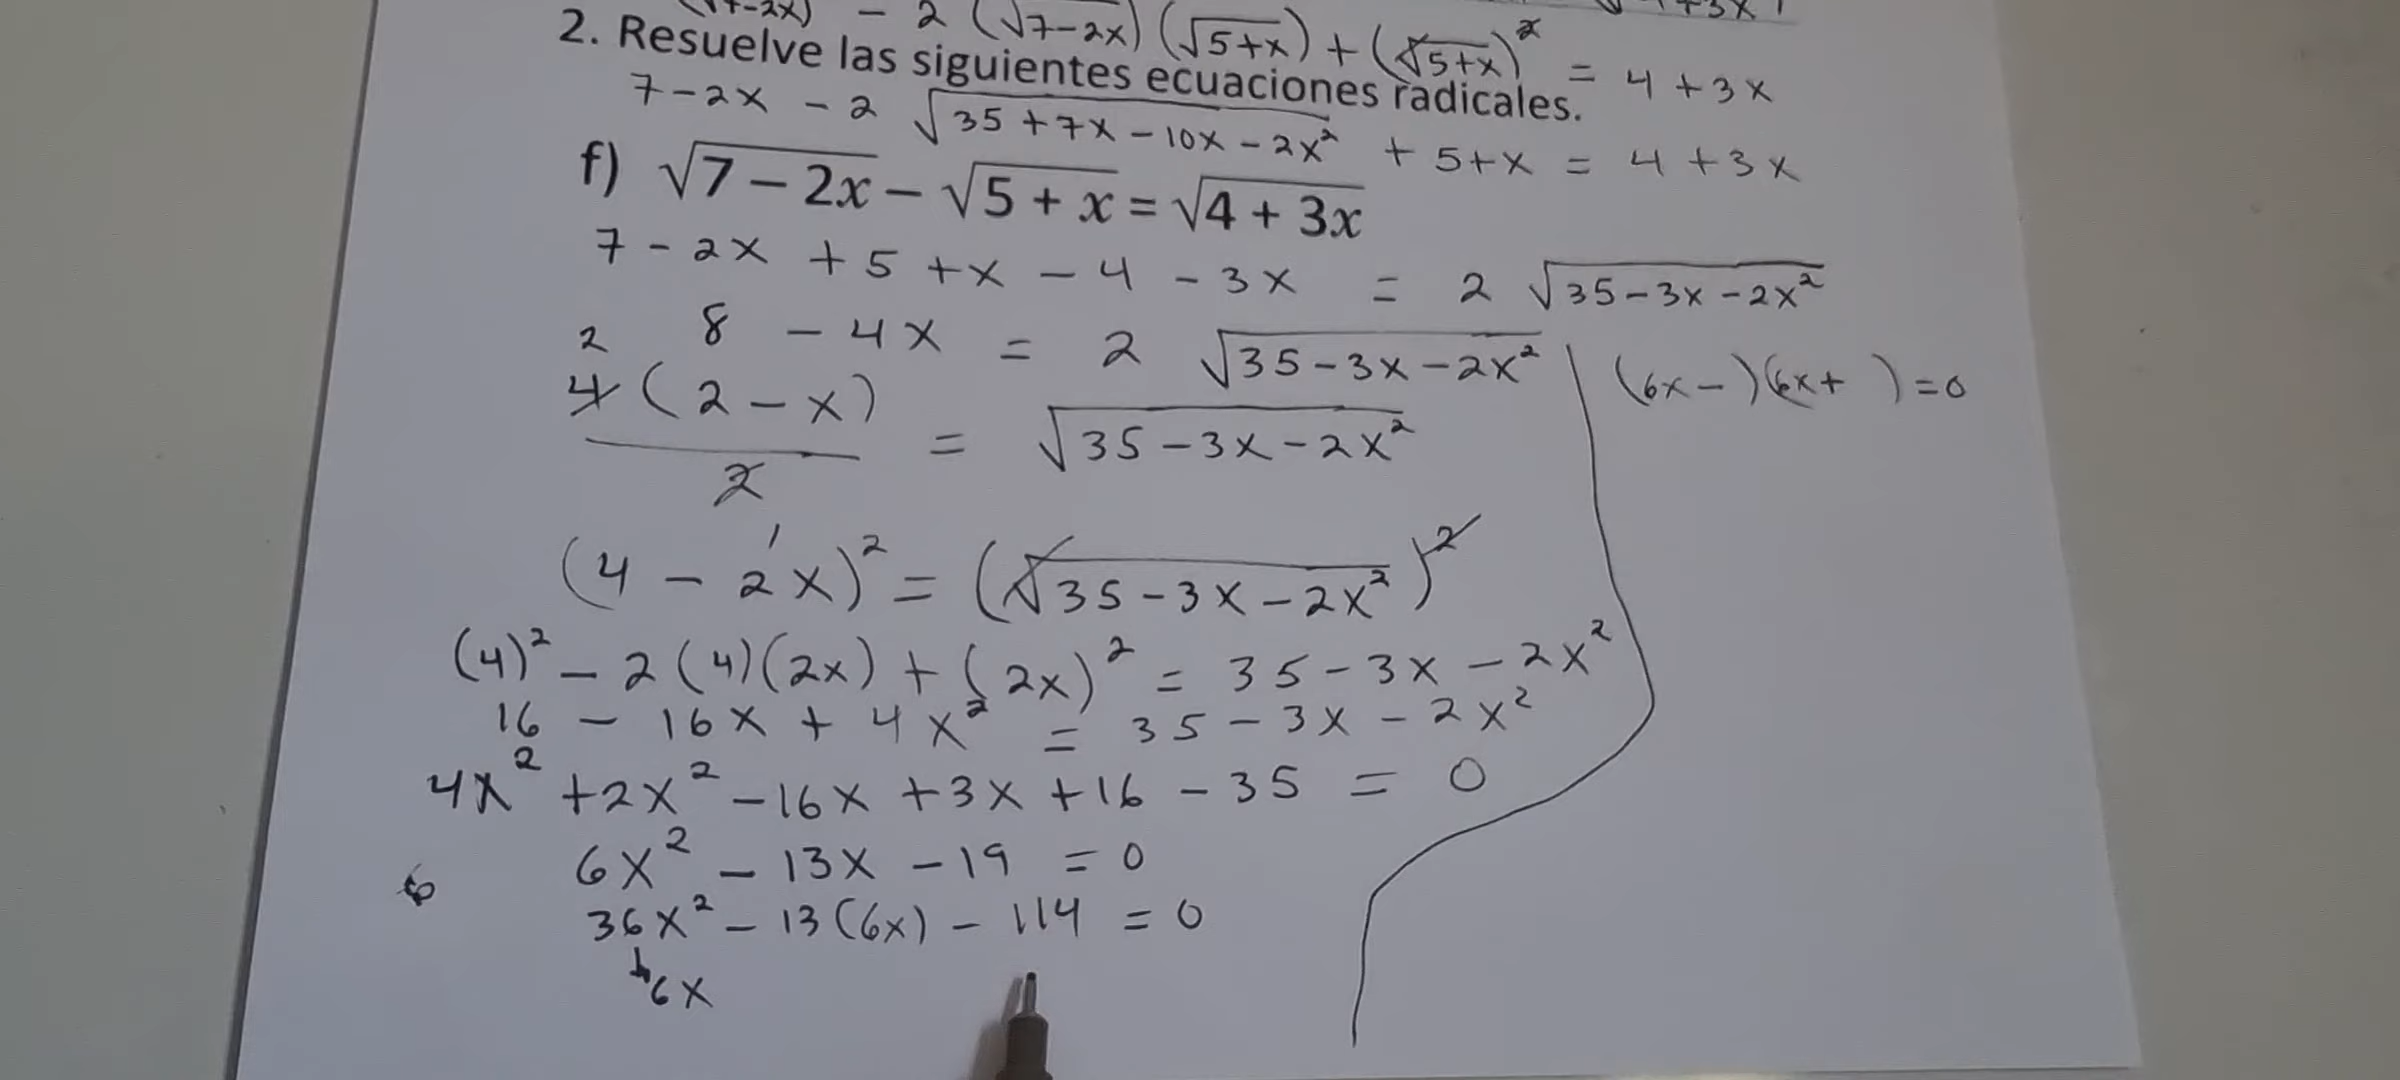 (√7-2x) - 2 (√7-2x) (√5+x) + (√5+x)² = 4 + 3x
2. Resuelve las siguientes ecuaciones radicales.
7-2x - 2 √35+7x-10x-2x² + 5+x = 4+3x
f) √7 − 2x − √5 + x = √4 + 3x
7 - 2x + 5 + x - 4 - 3x = 2 √35-3x-2x²
8 - 4x = 2 √35-3x-2x²
(6x- )(6x+ ) = 0
2
4(2-x)
2
= √35-3x-2x²
(4 - 2x)² = (√35-3x-2x²)²
(4)² - 2(4)(2x) + (2x)² = 35-3x-2x²
16 - 16x + 4x² = 35-3x-2x²
4x² +2x² -16x +3x +16 -35 = 0
6x² - 13x - 19 = 0
36x² - 13(6x) - 114 = 0
6x